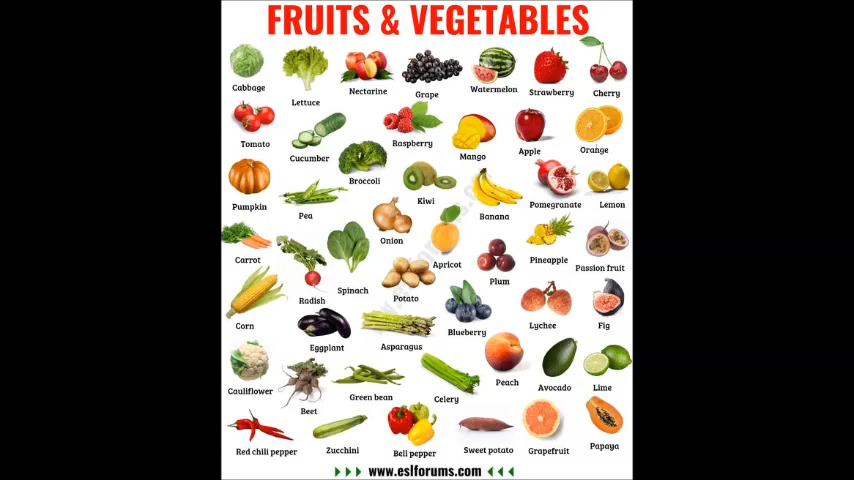 FRUITS & VEGETABLES
Cabbage
Lettuce
Nectarine
Grape
Watermelon
Strawberry
Cherry
Tomato
Cucumber
Raspberry
Mango
Apple
Orange
Broccoli
Pumpkin
Pea
Kiwi
Banana
Pomegranate
Lemon
Onion
Carrot
Radish
Spinach
Apricot
Pineapple
Passion fruit
Potato
Plum
Corn
Eggplant
Asparagus
Blueberry
Lychee
Fig
Cauliflower
Beet
Green bean
Celery
Peach
Avocado
Lime
Red chili pepper
Zucchini
Bell pepper
Sweet potato
Grapefruit
Papaya
www.eslforums.com